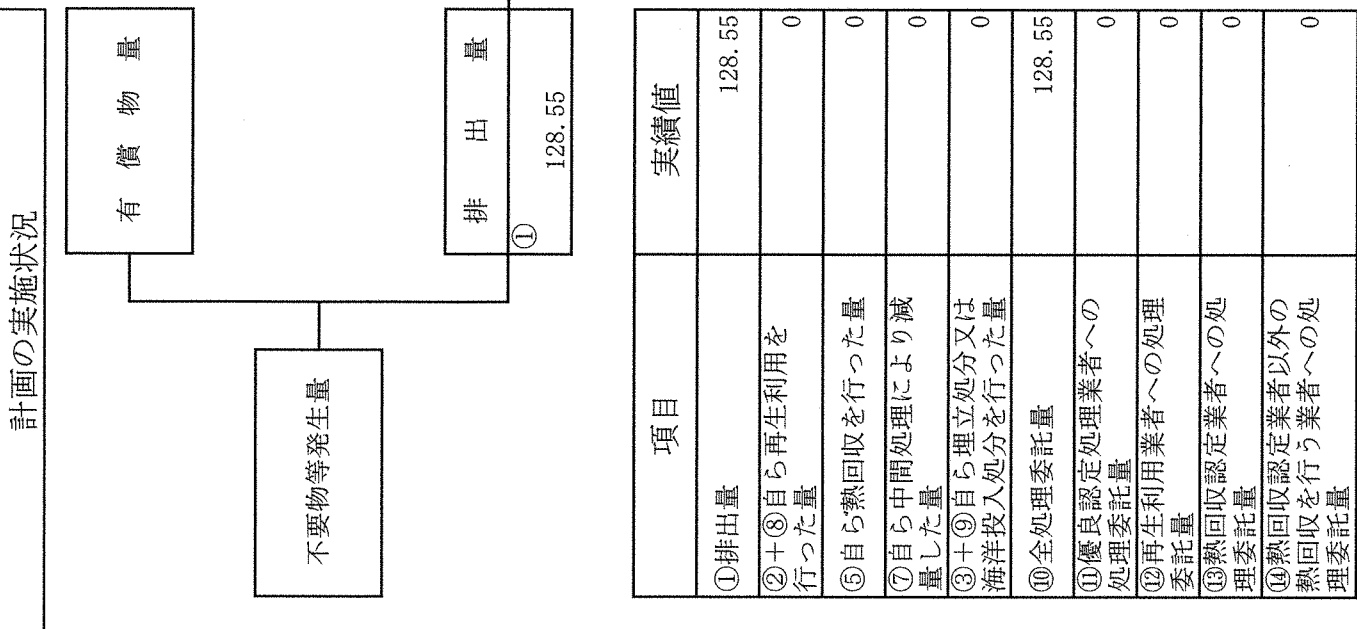 計画の実施状況
有償物量
不要物等発生量
排出量
①
128.55
項目 実績値
①排出量 128.55
②+⑧自ら再生利用を
行った量 0
⑤自ら熱回収を行った量 0
⑦自ら中間処理により減
量した量 0
③+⑨自ら埋立処分又は
海洋投入処分を行った量 0
⑩全処理委託量 128.55
⑪優良認定処理業者への
処理委託量 0
⑫再生利用業者への処理
委託量 0
⑬熱回収認定業者への処
理委託量 0
⑭熱回収認定業者以外の
熱回収を行う業者への処
理委託量 0